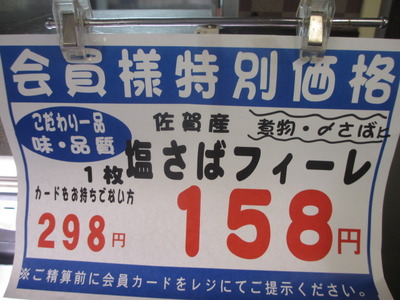 会員様特別価格
こだわり一品
味・品質
佐賀産
煮物・〆さばに
塩さばフィーレ
1枚
カードもお持ちでない方
298円
158円
※ご精算前に会員カードをレジにてご提示ください。